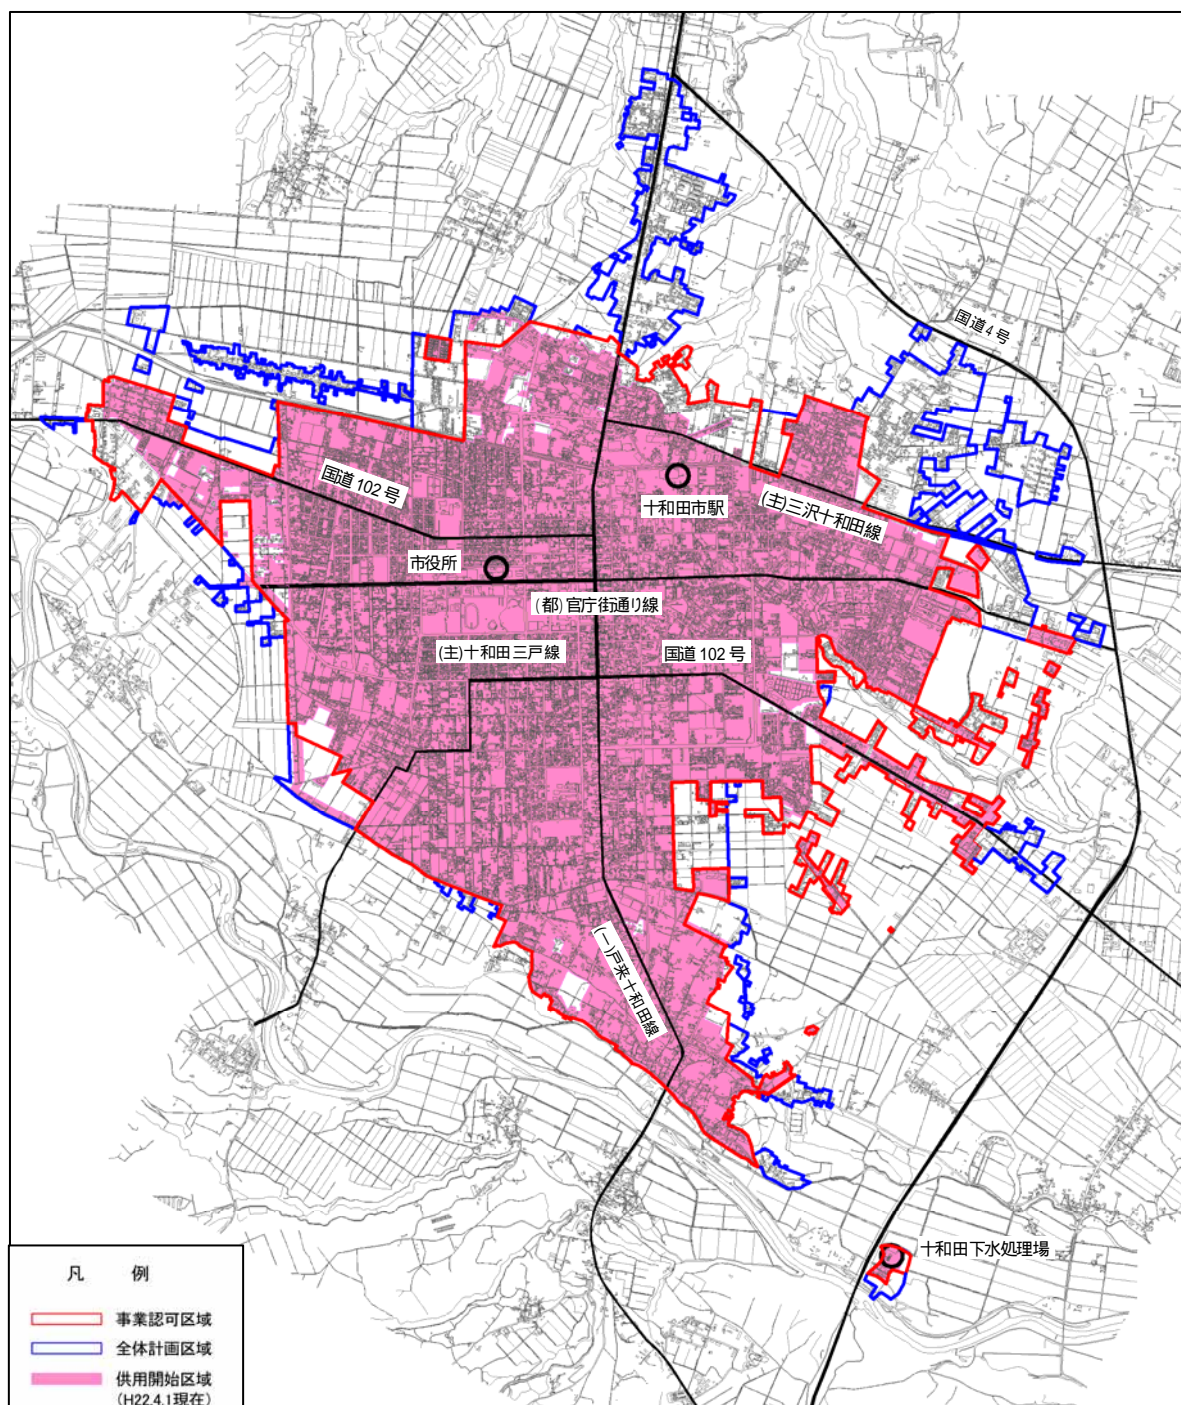 国道4号
国道102号
十和田市駅
(主)三沢十和田線
市役所
(都)官庁街通り線
(主)十和田三戸線
国道102号
(一)戸来十和田線
十和田下水処理場
凡 例
事業認可区域
全体計画区域
供用開始区域
(H22.4.1現在)